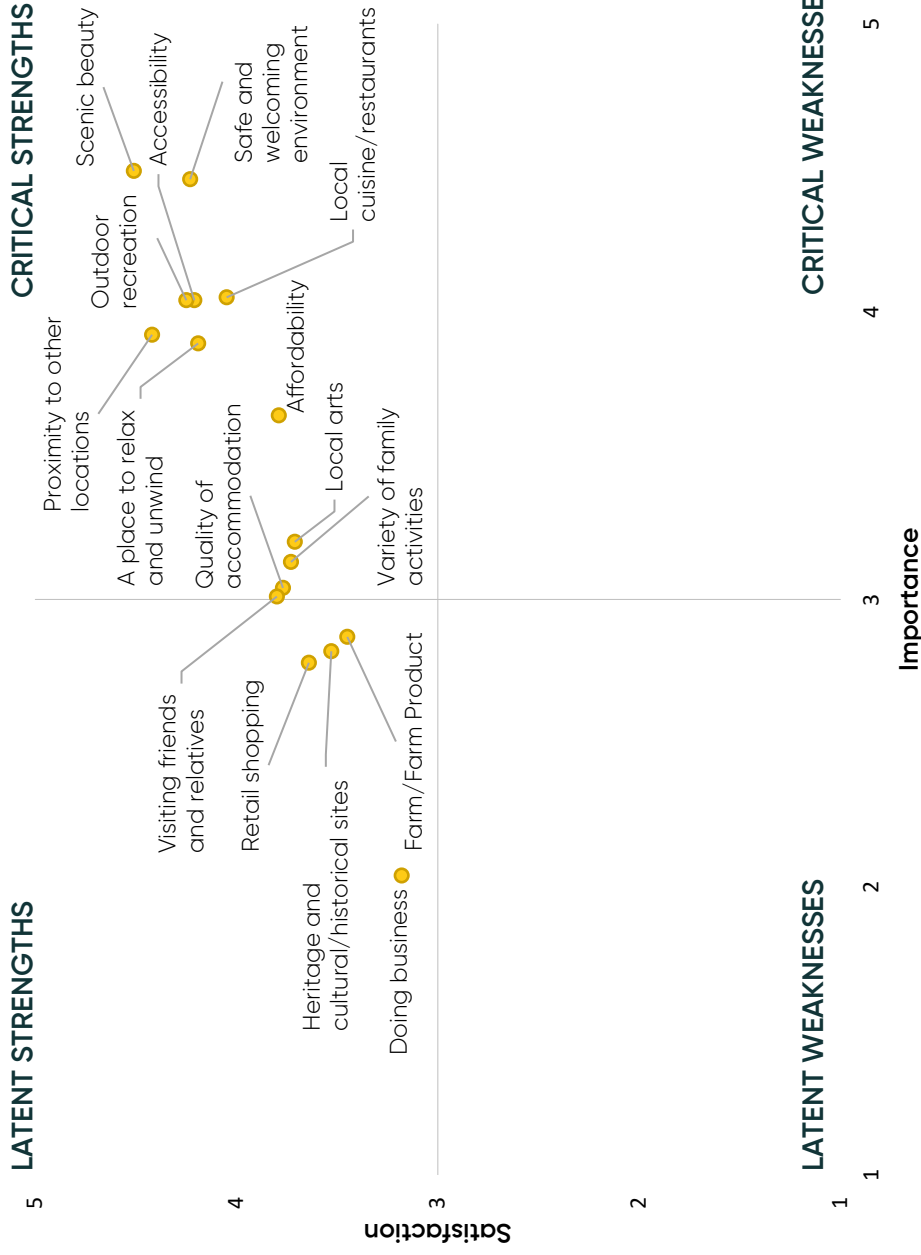 LATENT STRENGTHS
CRITICAL STRENGTHS
Scenic beauty
Accessibility
Outdoor
recreation
Safe and
welcoming
environment
Proximity to other
locations
A place to relax
and unwind
Local
cuisine/restaurants
Quality of
accommodation
Affordability
Local arts
Variety of family
activities
Visiting friends
and relatives
Retail shopping
Heritage and
cultural/historical sites
Farm/Farm Product
Doing business
LATENT WEAKNESSES
CRITICAL WEAKNESSE
5
4
3
2
1
Satisfaction
1
2
3
4
5
Importance